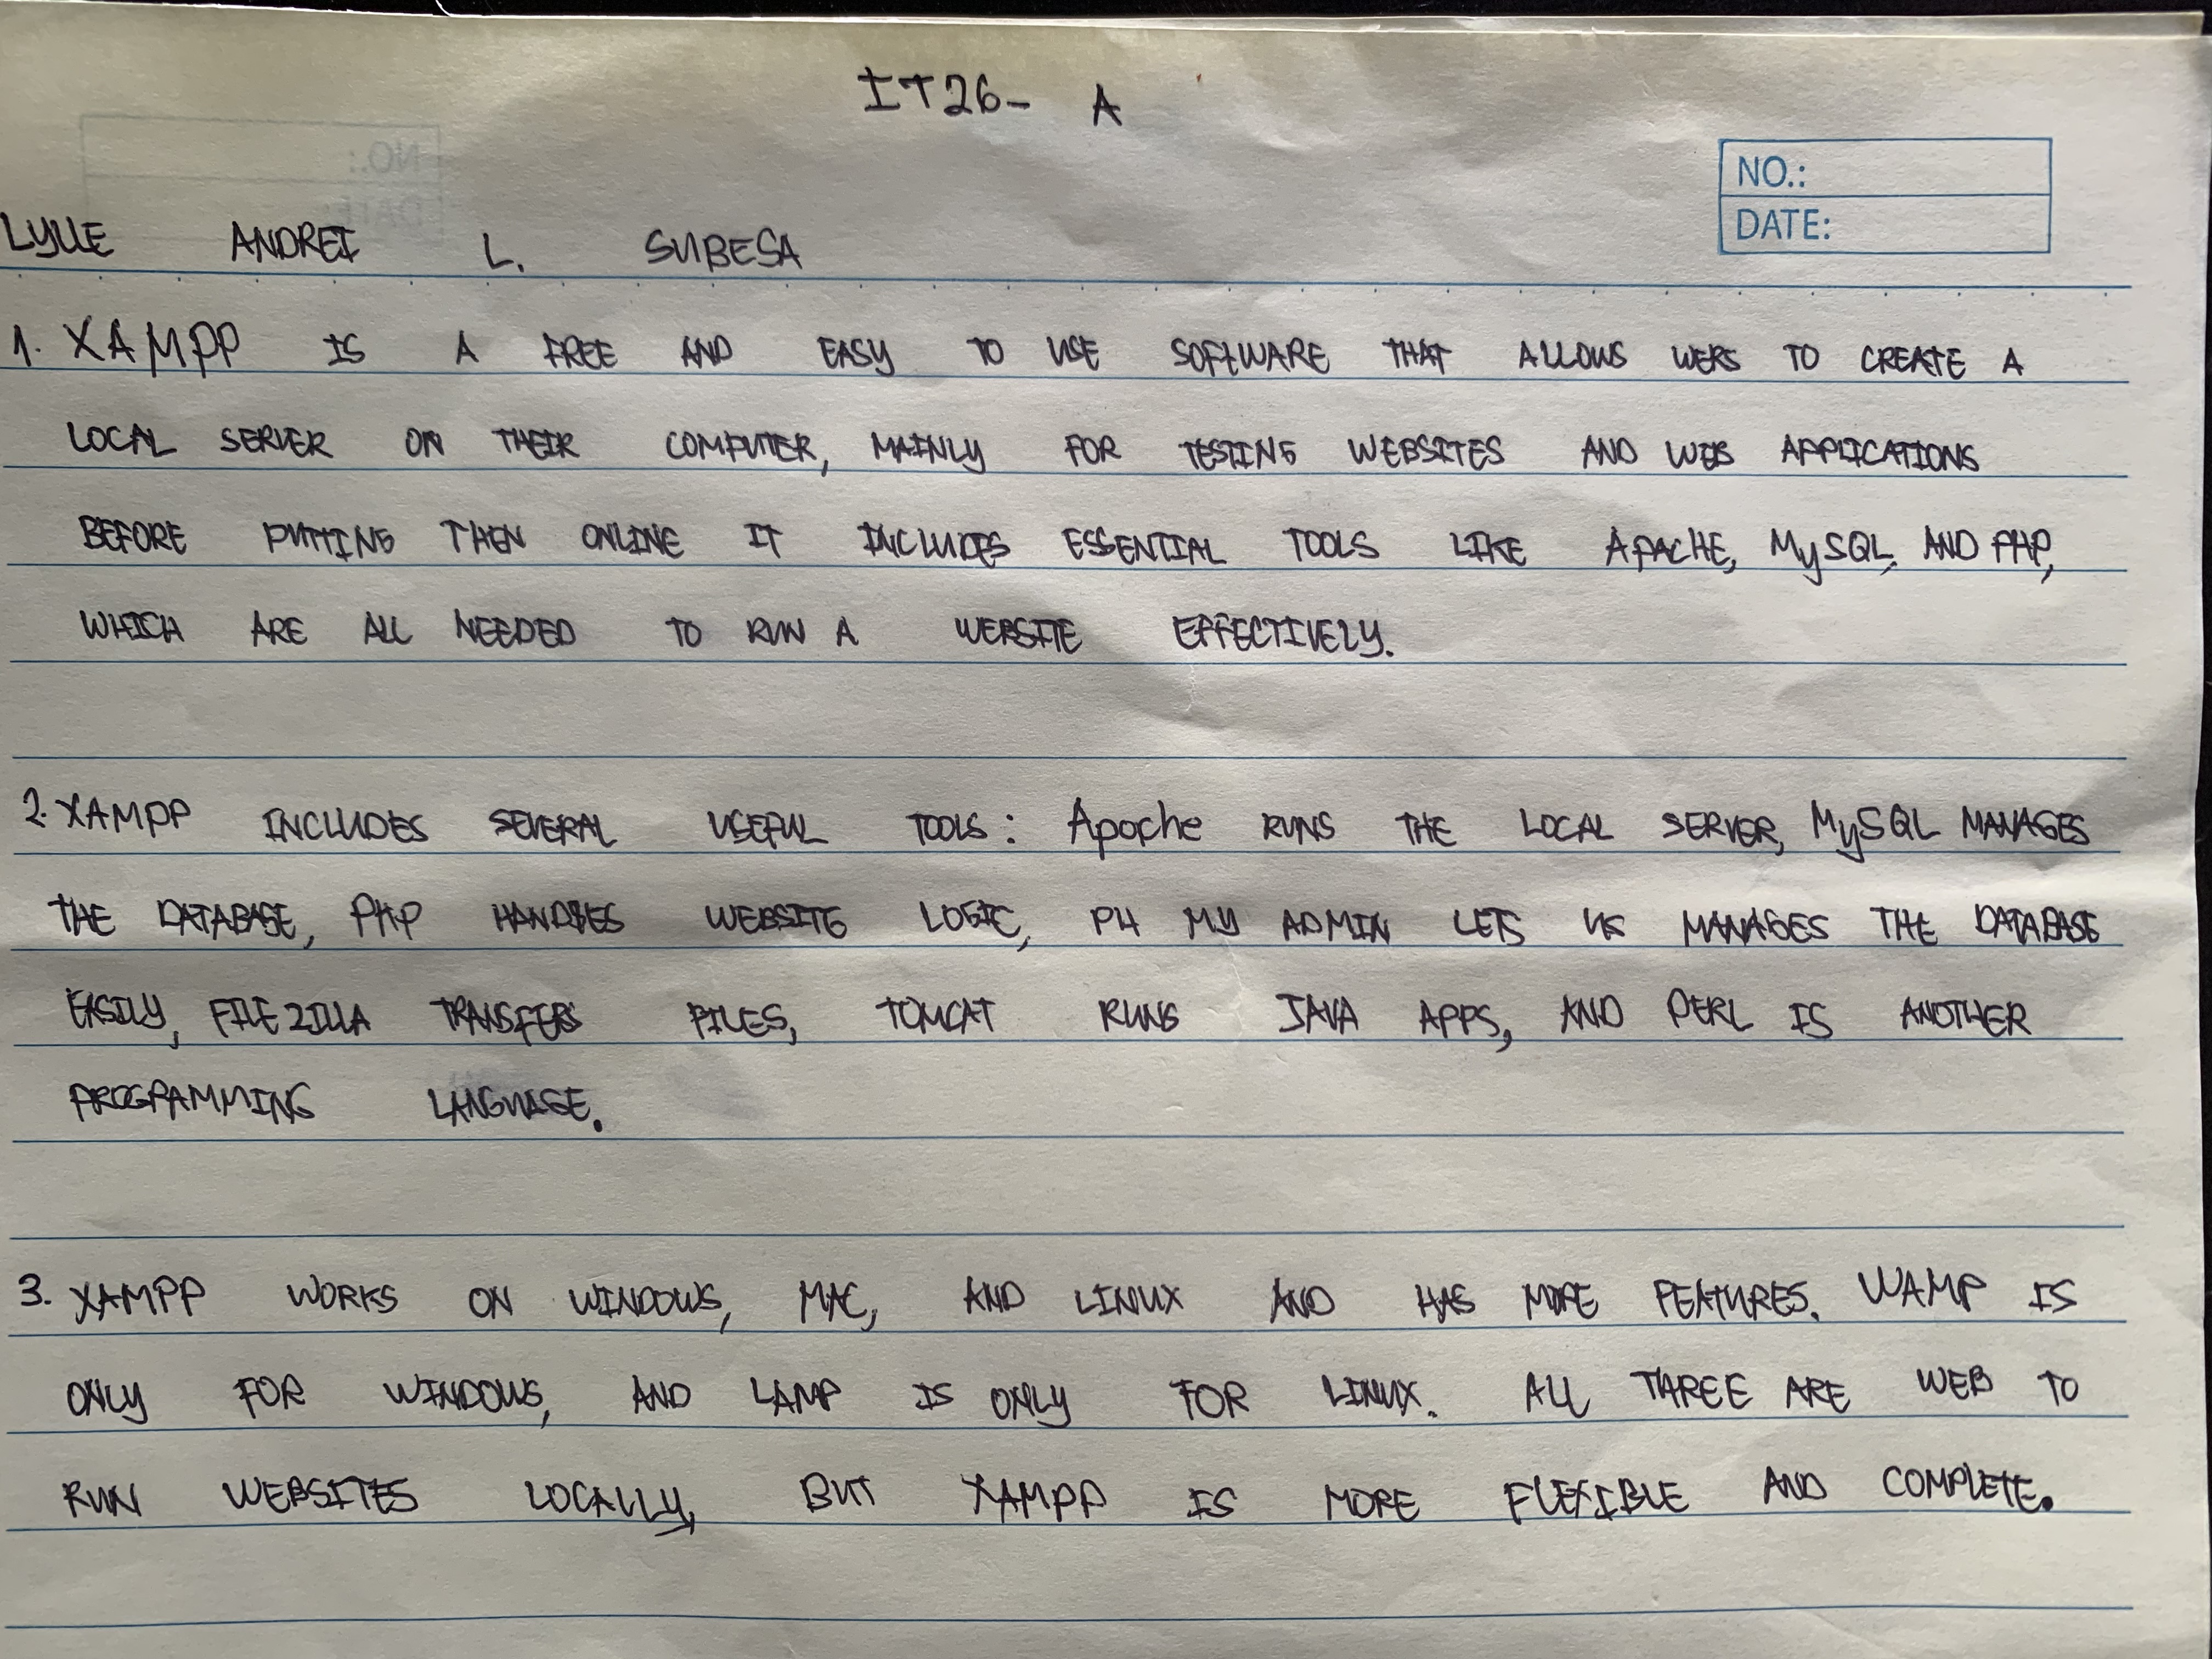 IT26-A
NO.:
DATE:
LYLLE ANDREI L. SUBESA
1. XAMPP IS A FREE AND EASY TO USE SOFTWARE THAT ALLOWS USERS TO CREATE A
LOCAL SERVER ON THEIR COMPUTER, MAINLY FOR TESTING WEBSITES AND WEB APPLICATIONS
BEFORE PUTTING THEN ONLINE IT INCLUDES ESSENTIAL TOOLS LIKE APACHE, MySQL, AND PHP,
WHICH ARE ALL NEEDED TO RUN A WEBSITE EFFECTIVELY.
2. XAMPP INCLUDES SEVERAL USEFUL TOOLS: Apache RUNS THE LOCAL SERVER, MySQL MANAGES
THE DATABASE, PHP HANDLES WEBSITE LOGIC, PH MY ADMIN LETS US MANAGES THE DATABASE
EASILY, FILEZILLA TRANSFERS FILES, TOMCAT RUNS JAVA APPS, AND PERL IS ANOTHER
PROGRAMMING LANGUAGE.
3. XAMPP WORKS ON WINDOWS, MAC, AND LINUX AND HAS MORE FEATURES. WAMP IS
ONLY FOR WINDOWS, AND LAMP IS ONLY FOR LINUX. ALL THREE ARE WEB TO
RUN WEBSITES LOCALLY, BUT XAMPP IS MORE FLEXIBLE AND COMPLETE.